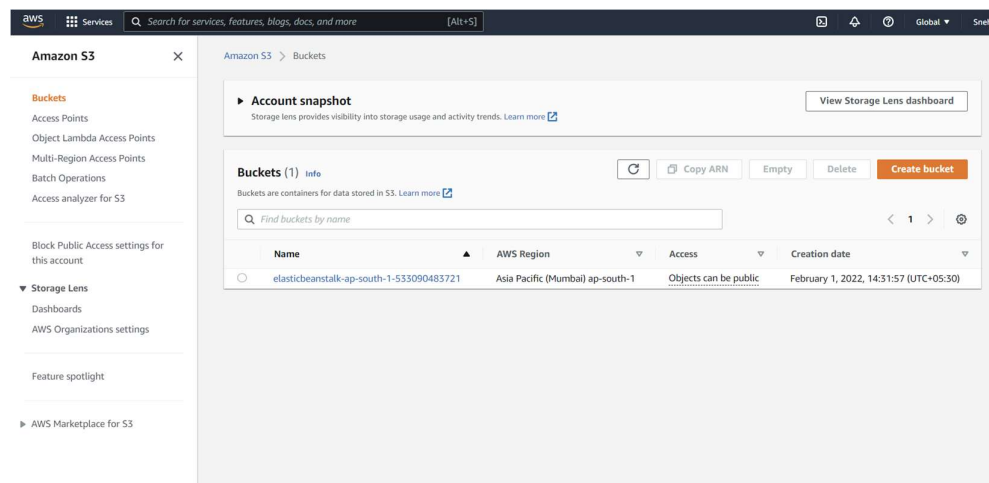 aws
Services
Search for services, features, blogs, docs, and more
[Alt+S]
Global
Amazon S3
Buckets
Access Points
Object Lambda Access Points
Multi-Region Access Points
Batch Operations
Access analyzer for S3
Block Public Access settings for
this account
Storage Lens
Dashboards
AWS Organizations settings
Feature spotlight
AWS Marketplace for S3
Amazon S3 > Buckets
Account snapshot
Storage lens provides visibility into storage usage and activity trends. Learn more
View Storage Lens dashboard
Buckets (1) Info
Buckets are containers for data stored in S3. Learn more
Copy ARN
Empty
Delete
Create bucket
Find buckets by name
1
Name AWS Region Access Creation date
elasticbeanstalk-ap-south-1-533090483721 Asia Pacific (Mumbai) ap-south-1 Objects can be public February 1, 2022, 14:31:57 (UTC+05:30)